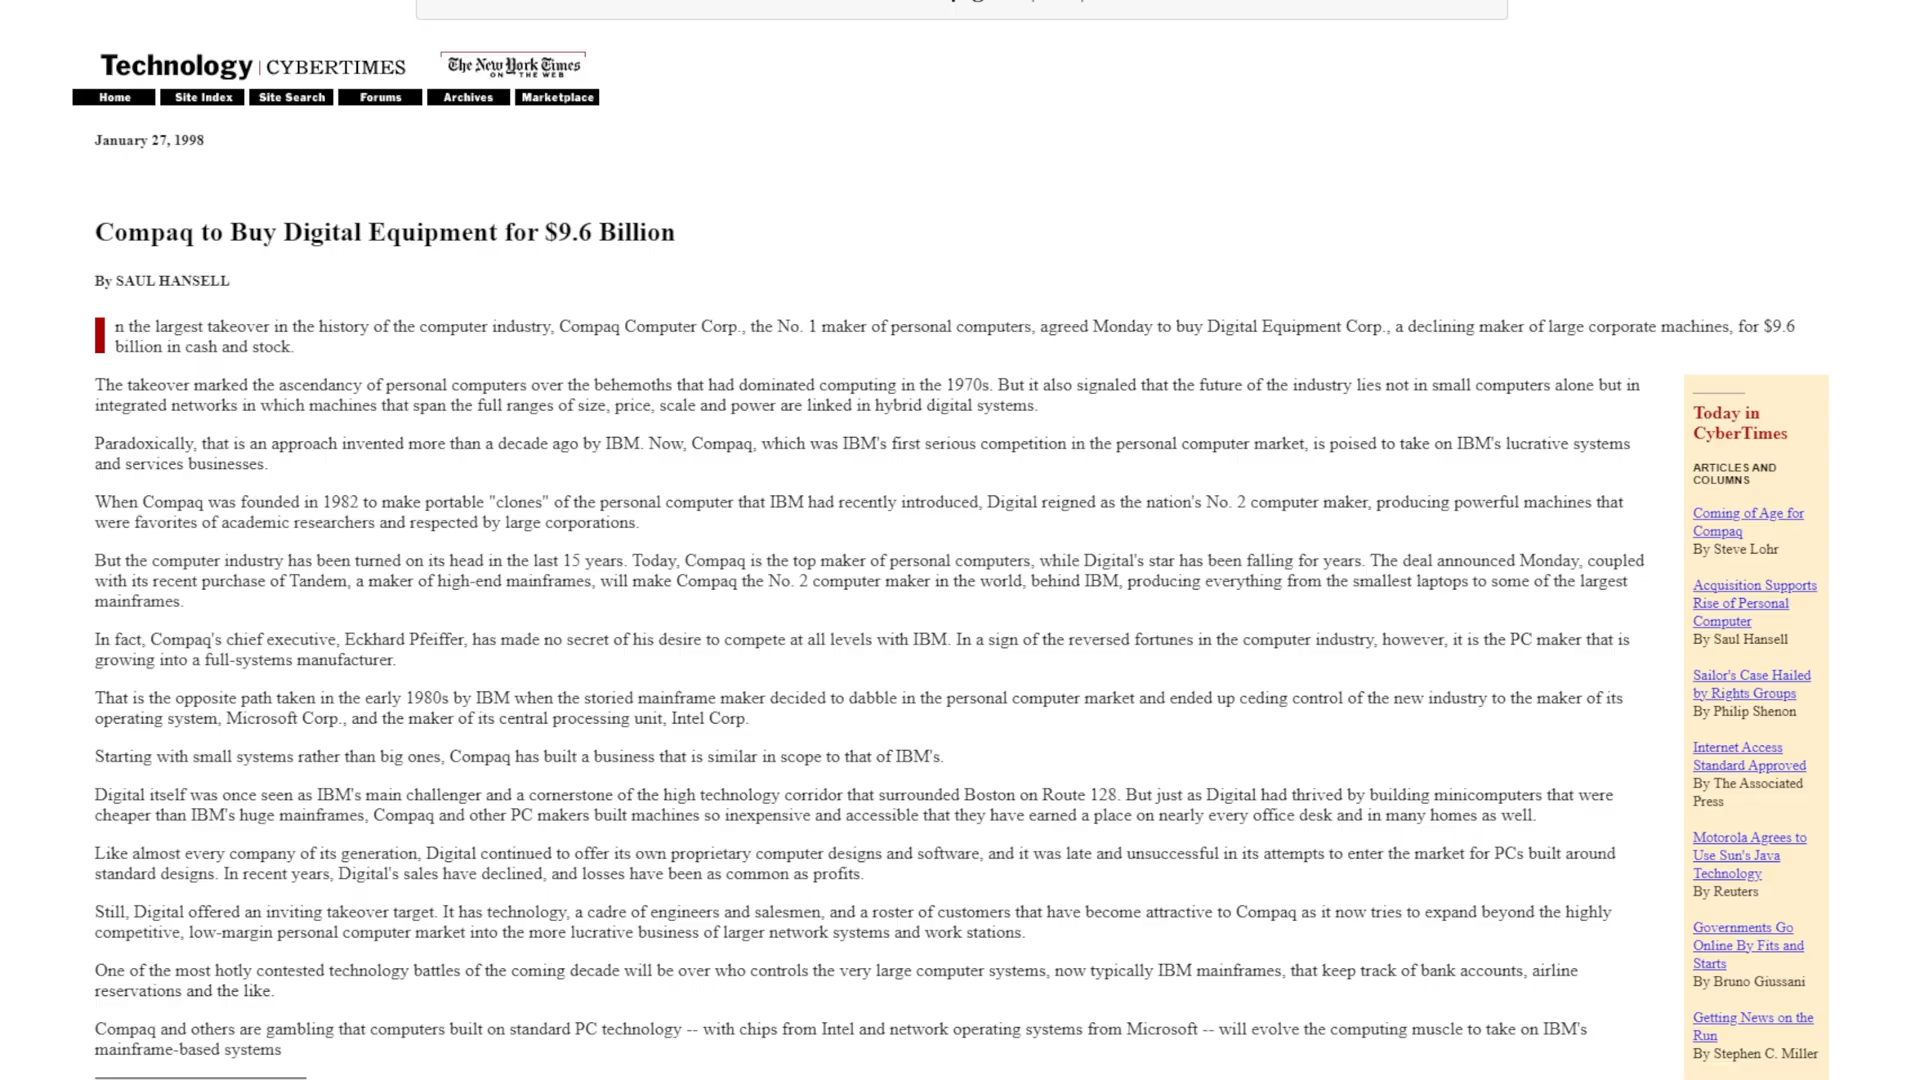 Technology | CYBERTIMES The New York Times
ON THE WEB
Home Site Index Site Search Forums Archives Marketplace
January 27, 1998
Compaq to Buy Digital Equipment for $9.6 Billion
By SAUL HANSELL
In the largest takeover in the history of the computer industry, Compaq Computer Corp., the No. 1 maker of personal computers, agreed Monday to buy Digital Equipment Corp., a declining maker of large corporate machines, for $9.6
billion in cash and stock.
The takeover marked the ascendancy of personal computers over the behemoths that had dominated computing in the 1970s. But it also signaled that the future of the industry lies not in small computers alone but in
integrated networks in which machines that span the full ranges of size, price, scale and power are linked in hybrid digital systems.
Paradoxically, that is an approach invented more than a decade ago by IBM. Now, Compaq, which was IBM's first serious competition in the personal computer market, is poised to take on IBM's lucrative systems
and services businesses.
When Compaq was founded in 1982 to make portable "clones" of the personal computer that IBM had recently introduced, Digital reigned as the nation's No. 2 computer maker, producing powerful machines that
were favorites of academic researchers and respected by large corporations.
But the computer industry has been turned on its head in the last 15 years. Today, Compaq is the top maker of personal computers, while Digital's star has been falling for years. The deal announced Monday, coupled
with its recent purchase of Tandem, a maker of high-end mainframes, will make Compaq the No. 2 computer maker in the world, behind IBM, producing everything from the smallest laptops to some of the largest
mainframes.
In fact, Compaq's chief executive, Eckhard Pfeiffer, has made no secret of his desire to compete at all levels with IBM. In a sign of the reversed fortunes in the computer industry, however, it is the PC maker that is
growing into a full-systems manufacturer.
That is the opposite path taken in the early 1980s by IBM when the storied mainframe maker decided to dabble in the personal computer market and ended up ceding control of the new industry to the maker of its
operating system, Microsoft Corp., and the maker of its central processing unit, Intel Corp.
Starting with small systems rather than big ones, Compaq has built a business that is similar in scope to that of IBM's.
Digital itself was once seen as IBM's main challenger and a cornerstone of the high technology corridor that surrounded Boston on Route 128. But just as Digital had thrived by building minicomputers that were
cheaper than IBM's huge mainframes, Compaq and other PC makers built machines so inexpensive and accessible that they have earned a place on nearly every office desk and in many homes as well.
Like almost every company of its generation, Digital continued to offer its own proprietary computer designs and software, and it was late and unsuccessful in its attempts to enter the market for PCs built around
standard designs. In recent years, Digital's sales have declined, and losses have been as common as profits.
Still, Digital offered an inviting takeover target. It has technology, a cadre of engineers and salesmen, and a roster of customers that have become attractive to Compaq as it now tries to expand beyond the highly
competitive, low-margin personal computer market into the more lucrative business of larger network systems and work stations.
One of the most hotly contested technology battles of the coming decade will be over who controls the very large computer systems, now typically IBM mainframes, that keep track of bank accounts, airline
reservations and the like.
Compaq and others are gambling that computers built on standard PC technology -- with chips from Intel and network operating systems from Microsoft -- will evolve the computing muscle to take on IBM's
mainframe-based systems
Today in
CyberTimes
ARTICLES AND
COLUMNS
Coming of Age for
Compaq
By Steve Lohr
Acquisition Supports
Rise of Personal
Computer
By Saul Hansell
Sailor's Case Hailed
by Rights Groups
By Philip Shenon
Internet Access
Standard Approved
By The Associated
Press
Motorola Agrees to
Use Sun's Java
Technology
By Reuters
Governments Go
Online By Fits and
Starts
By Bruno Giussani
Getting News on the
Run
By Stephen C. Miller